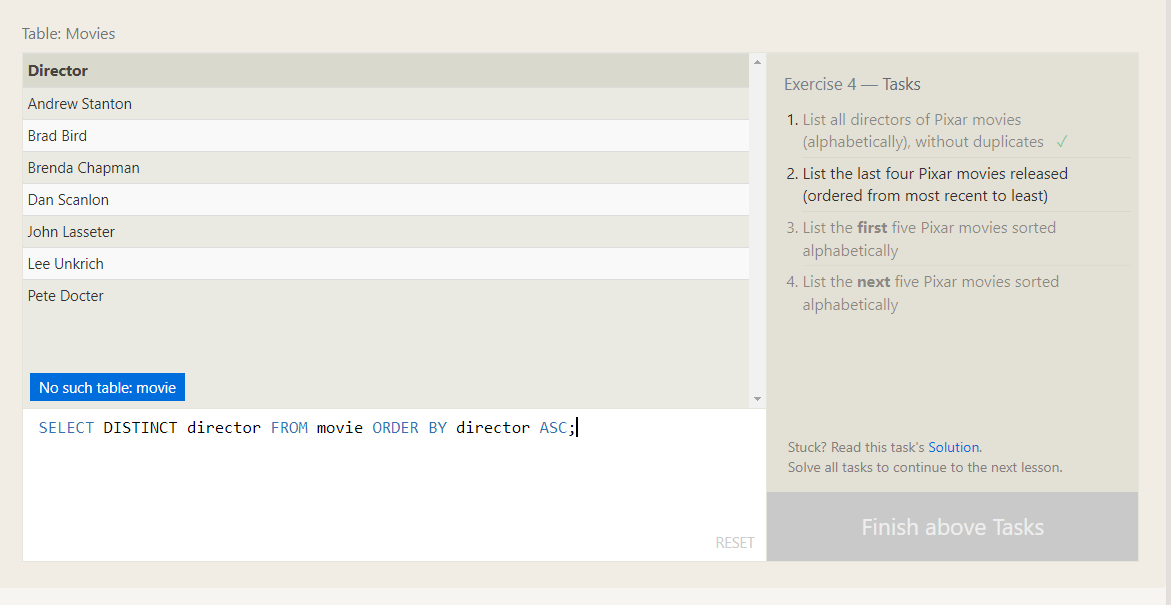 Table: Movies
Director
Andrew Stanton
Brad Bird
Brenda Chapman
Dan Scanlon
John Lasseter
Lee Unkrich
Pete Docter
No such table: movie
SELECT DISTINCT director FROM movie ORDER BY director ASC;
RESET
Exercise 4 — Tasks
1. List all directors of Pixar movies
(alphabetically), without duplicates ✓
2. List the last four Pixar movies released
(ordered from most recent to least)
3. List the first five Pixar movies sorted
alphabetically
4. List the next five Pixar movies sorted
alphabetically
Stuck? Read this task's Solution.
Solve all tasks to continue to the next lesson.
Finish above Tasks